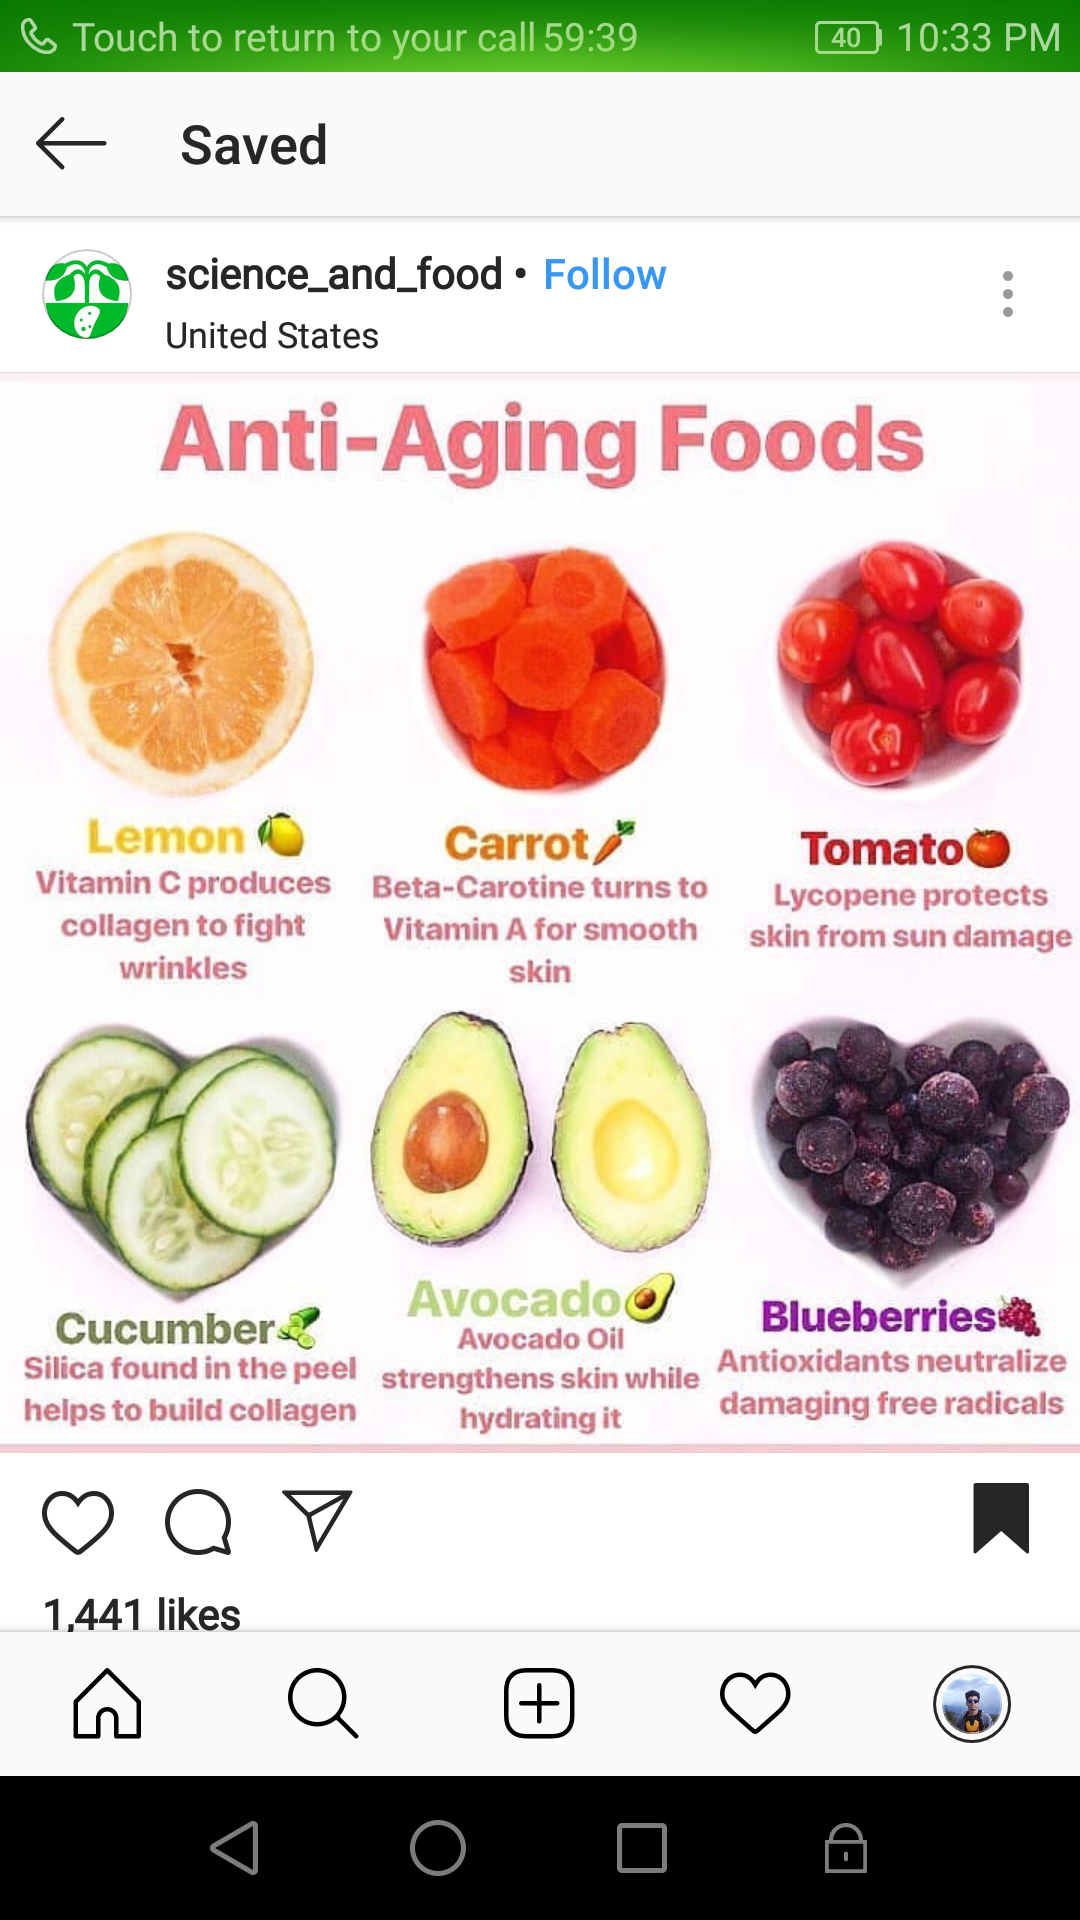 Touch to return to your call 59:39 40 10:33 PM
Saved
science_and_food • Follow
United States
Anti-Aging Foods
Lemon
Vitamin C produces
collagen to fight
wrinkles
Carrot
Beta-Carotine turns to
Vitamin A for smooth
skin
Tomato
Lycopene protects
skin from sun damage
Cucumber
Silica found in the peel
helps to build collagen
Avocado
Avocado Oil
strengthens skin while
hydrating it
Blueberries
Antioxidants neutralize
damaging free radicals
1,441 likes